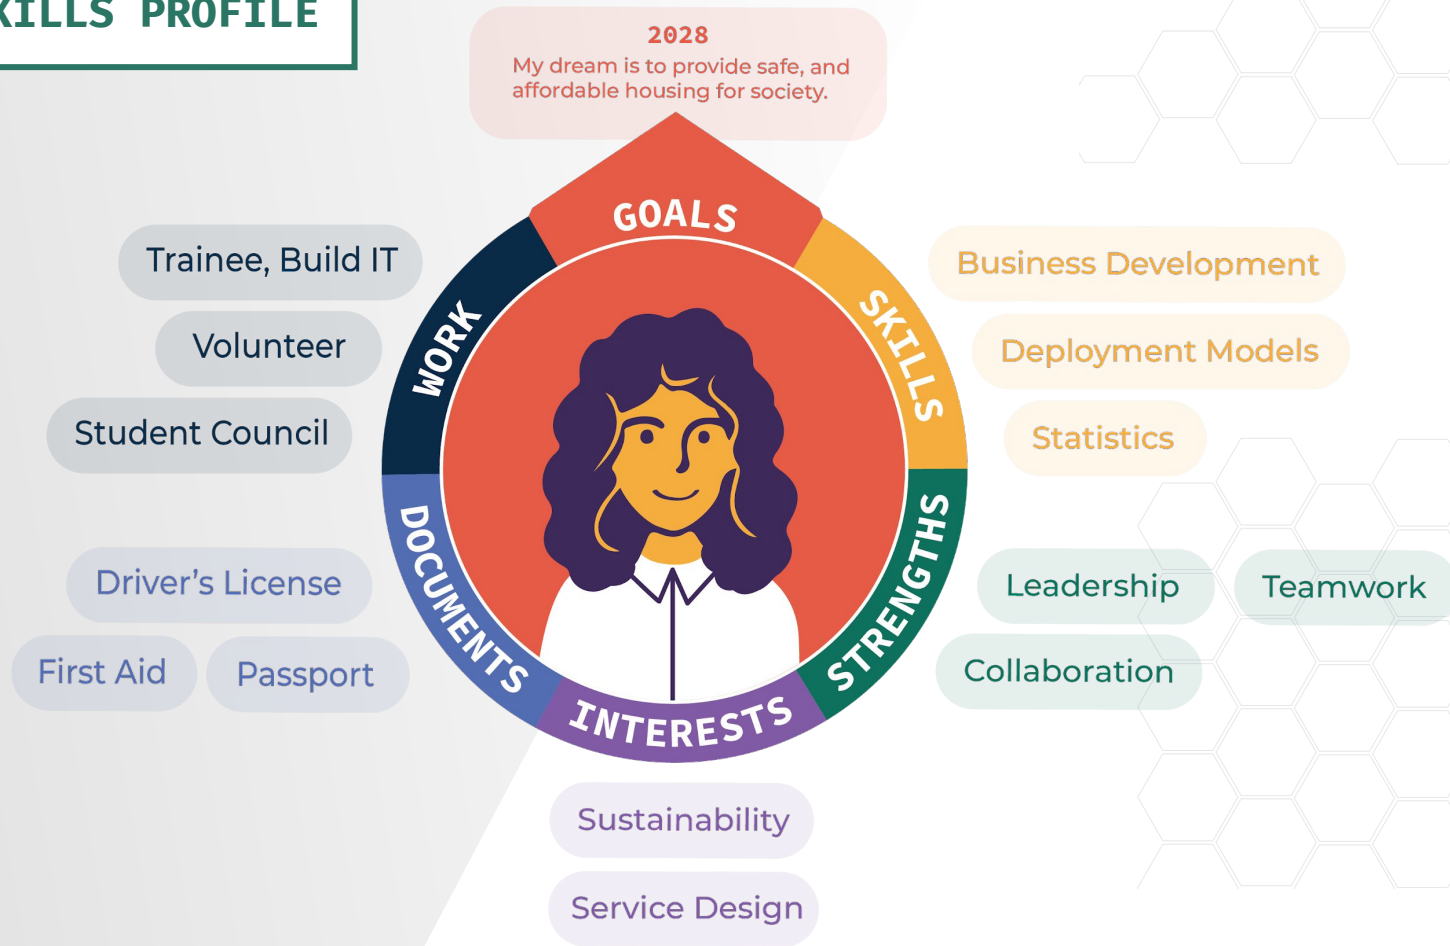 KILLS PROFILE
2028
My dream is to provide safe, and
affordable housing for society.
GOALS
WORK
Trainee, Build IT
Volunteer
Student Council
SKILLS
Business Development
Deployment Models
Statistics
DOCUMENTS
Driver’s License
First Aid
Passport
STRENGTHS
Leadership
Teamwork
Collaboration
INTERESTS
Sustainability
Service Design